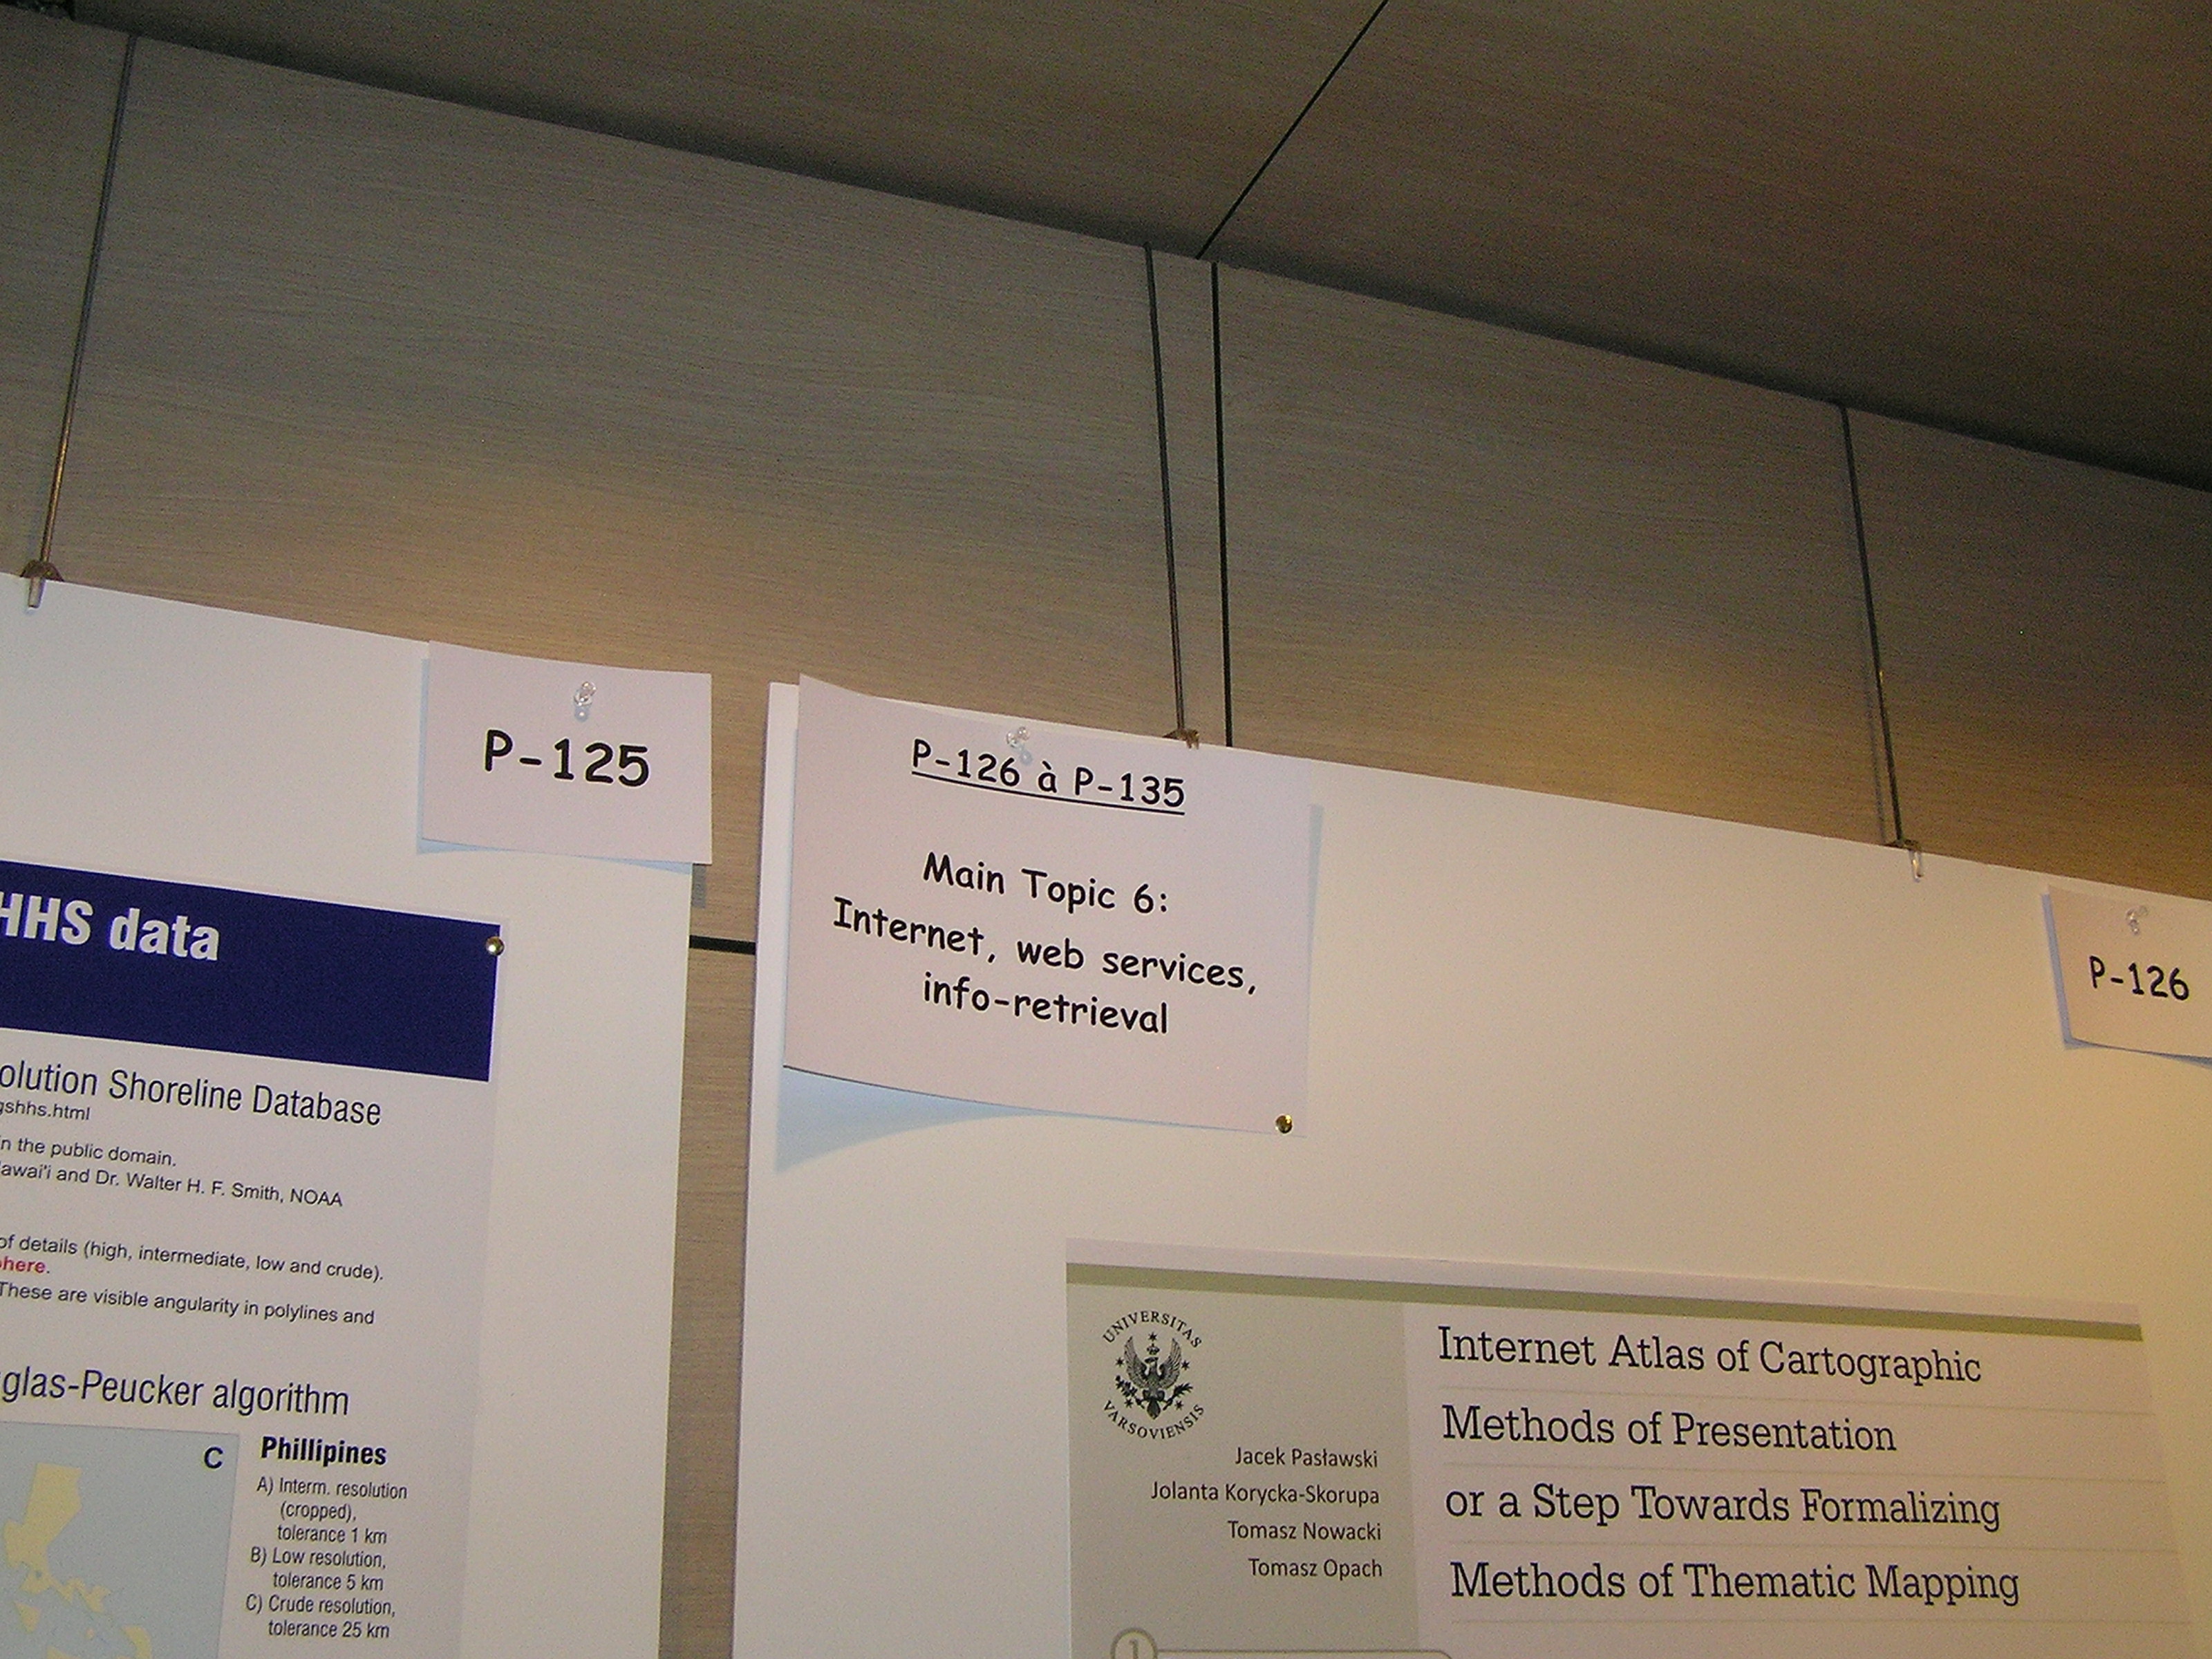 P-125
HHS data
Shoreline Database
gshhs.html
in the public domain.
and Dr. Walter H. F. Smith, NOAA
of details (high, intermediate, low and crude).
These are visible angularity in polylines and
glas-Peucker algorithm
C
Phillipines
A) Interm. resolution
(cropped),
tolerance 1 km
B) Low resolution,
tolerance 5 km
C) Crude resolution,
tolerance 25 km
P-126 à P-135
Main Topic 6:
Internet, web services,
info-retrieval
P-126
UNIVERSITAS
VARSOVIENSIS
Jacek Pasławski
Jolanta Korycka-Skorupa
Tomasz Nowacki
Tomasz Opach
Internet Atlas of Cartographic
Methods of Presentation
or a Step Towards Formalizing
Methods of Thematic Mapping
1